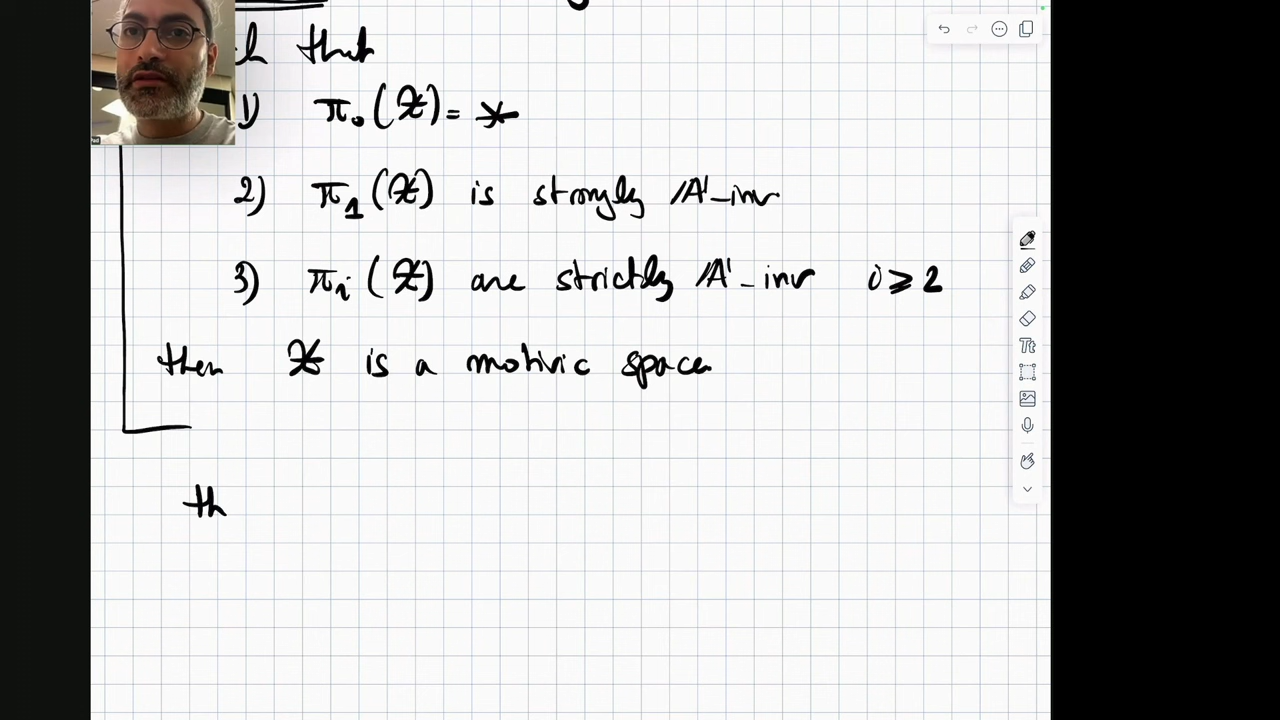 that
1) π₀(𝒳) = *
2) π₁(𝒳) is strongly 𝔸¹-inv
3) πᵢ(𝒳) are strictly 𝔸¹-inv i ⩾ 2
then 𝒳 is a motivic space
th